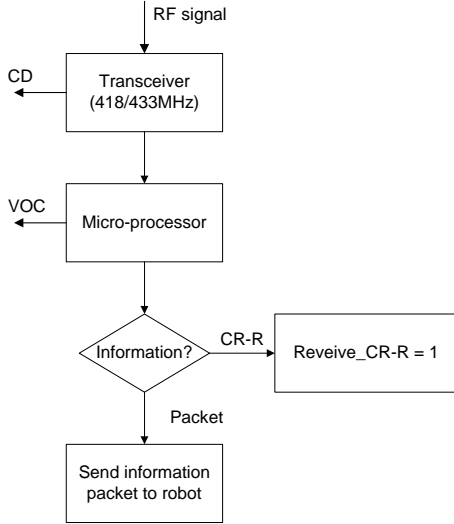 RF signal
CD
Transceiver
(418/433MHz)
VOC
Micro-processor
Information?
CR-R
Reveive_CR-R = 1
Packet
Send information
packet to robot